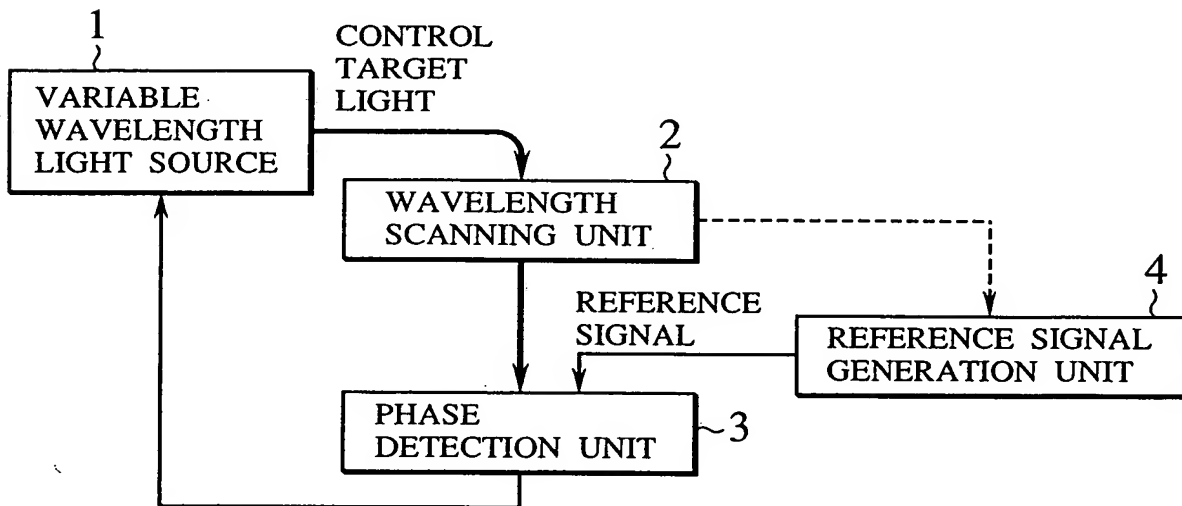 1
CONTROL
TARGET
LIGHT
VARIABLE
WAVELENGTH
LIGHT SOURCE
2
WAVELENGTH
SCANNING UNIT
REFERENCE
SIGNAL
4
REFERENCE SIGNAL
GENERATION UNIT
PHASE
DETECTION UNIT
3